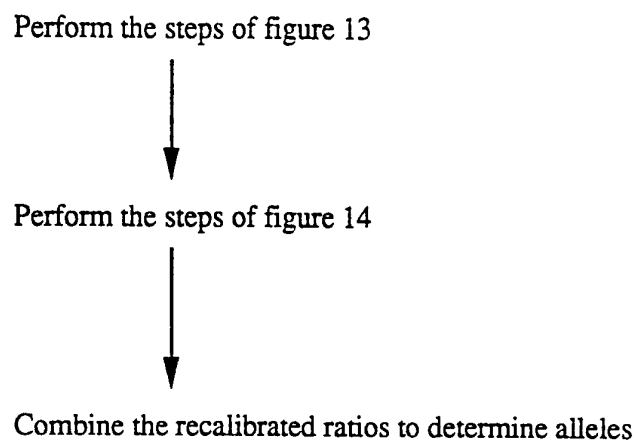 Perform the steps of figure 13
Perform the steps of figure 14
Combine the recalibrated ratios to determine alleles